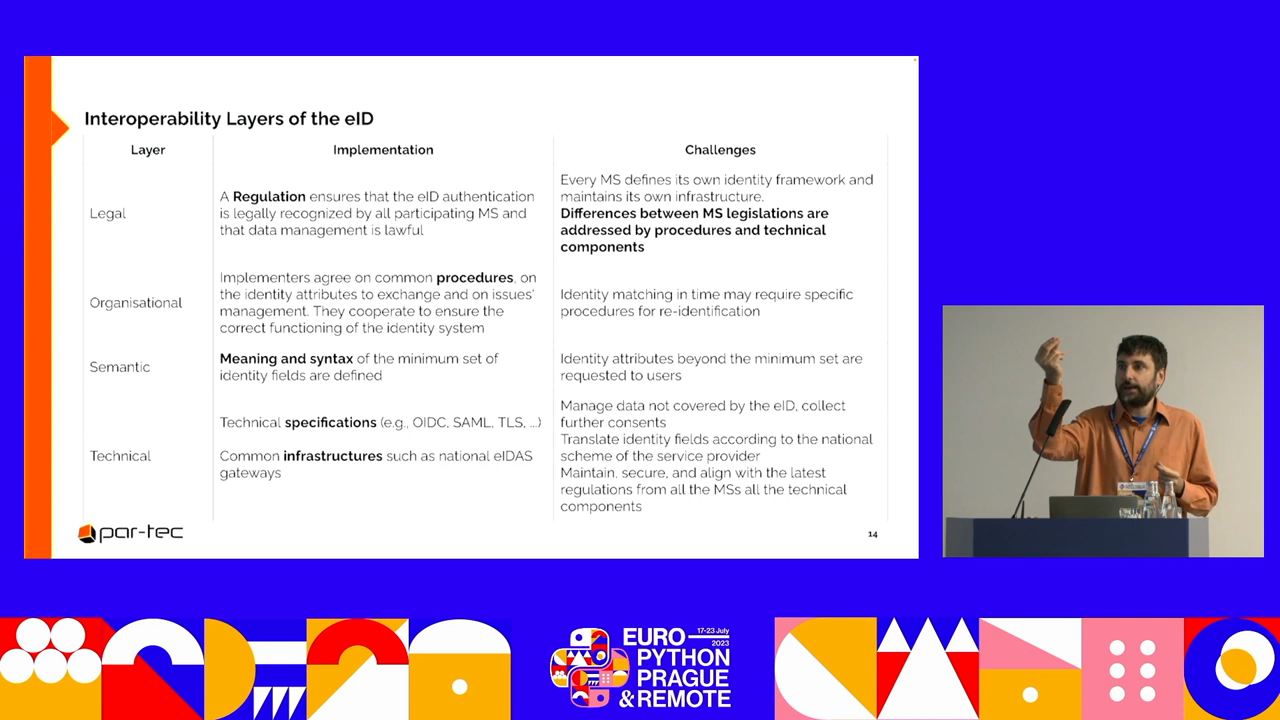 Interoperability Layers of the eID
Layer
Implementation
Challenges
Legal
A Regulation ensures that the eID authentication
is legally recognized by all participating MS and
that data management is lawful
Every MS defines its own identity framework and
maintains its own infrastructure.
Differences between MS legislations are
addressed by procedures and technical
components
Organisational
Implementers agree on common procedures, on
the identity attributes to exchange and on issues'
management. They cooperate to ensure the
correct functioning of the identity system
Identity matching in time may require specific
procedures for re-identification
Semantic
Meaning and syntax of the minimum set of
identity fields are defined
Identity attributes beyond the minimum set are
requested to users
Technical
Technical specifications (e.g., OIDC, SAML, TLS, ...)
Common infrastructures such as national eIDAS
gateways
Manage data not covered by the eID, collect
further consents
Translate identity fields according to the national
scheme of the service provider
Maintain, secure, and align with the latest
regulations from all the MSs all the technical
components
par-tec
14
EURO 17-23 July
2023
PYTHON
PRAGUE
& REMOTE